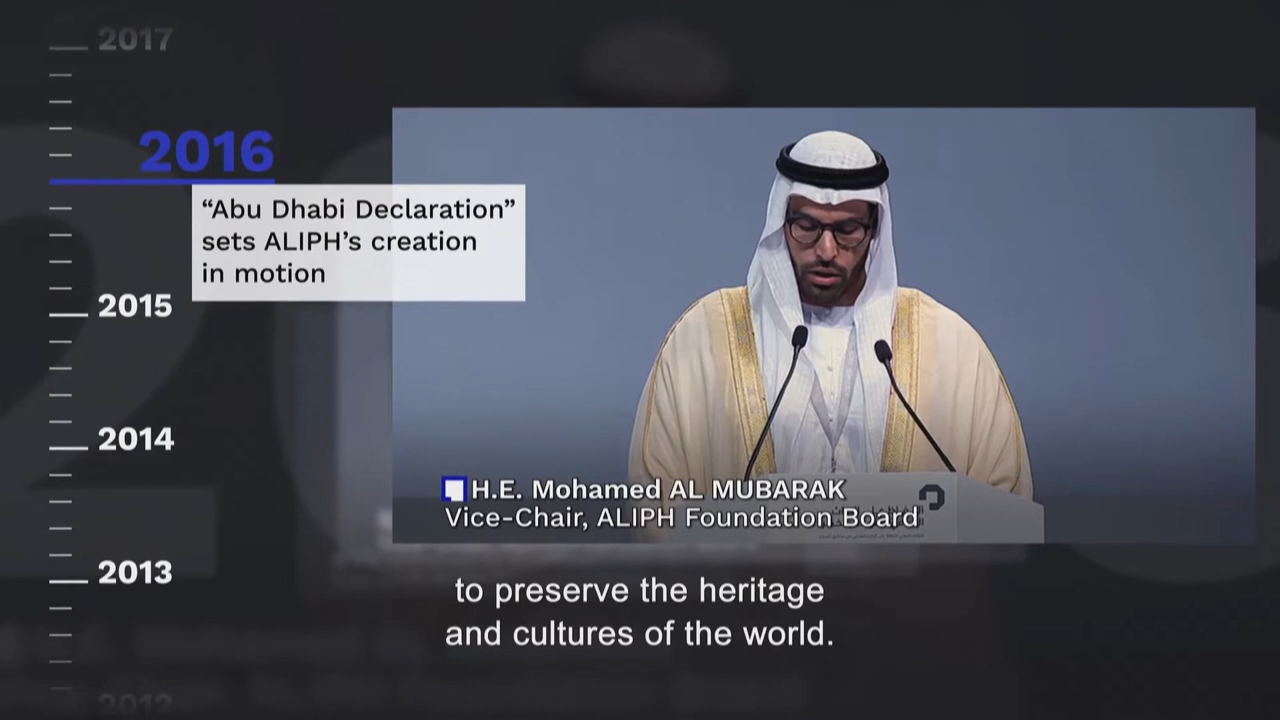 2017
2016
“Abu Dhabi Declaration”
sets ALIPH’s creation
in motion
2015
2014
2013
2012
H.E. Mohamed AL MUBARAK
Vice-Chair, ALIPH Foundation Board
to preserve the heritage
and cultures of the world.